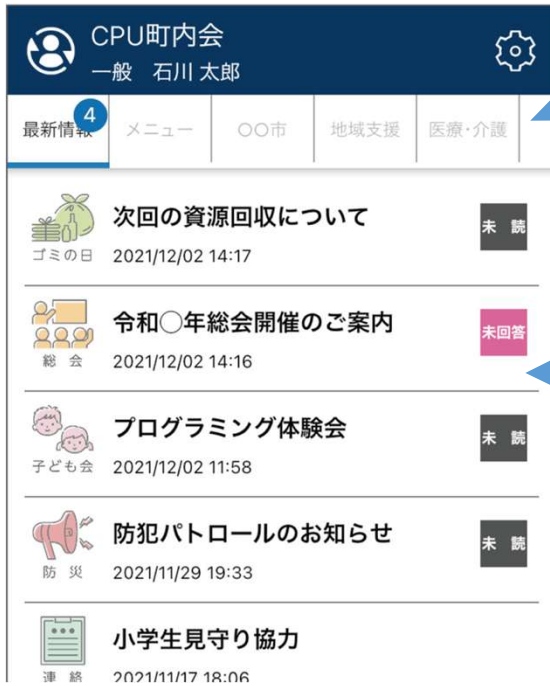 CPU町内会
一般 石川 太郎
最新情報 4 メニュー ○○市 地域支援 医療・介護
次回の資源回収について 未 読
ゴミの日 2021/12/02 14:17
令和○年総会開催のご案内 未回答
総 会 2021/12/02 14:16
プログラミング体験会 未 読
子ども会 2021/12/02 11:58
防犯パトロールのお知らせ 未 読
防 災 2021/11/29 19:33
小学生見守り協力
連 絡 2021/11/17 18:06